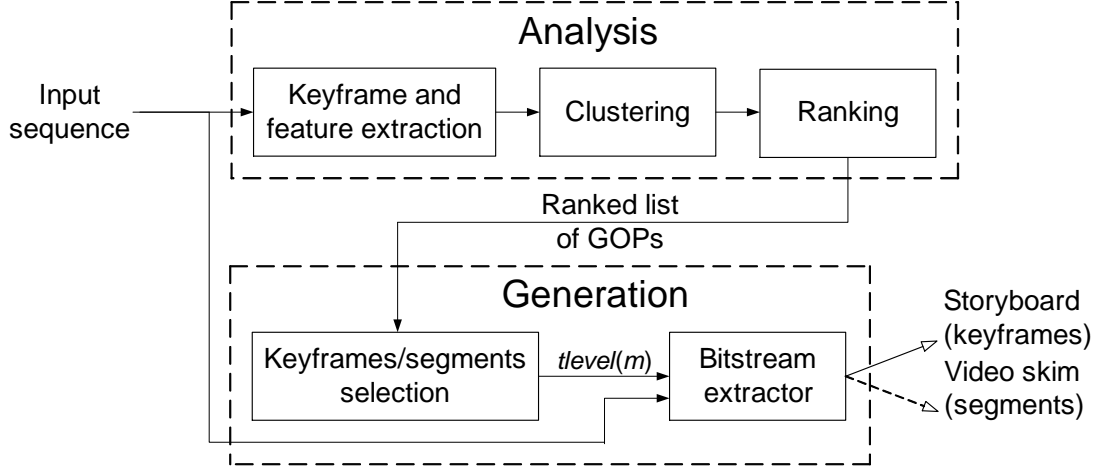 Analysis
Input
sequence
Keyframe and
feature extraction
Clustering
Ranking
Ranked list
of GOPs
Generation
Keyframes/segments
selection
tlevel(m)
Bitstream
extractor
Storyboard
(keyframes)
Video skim
(segments)